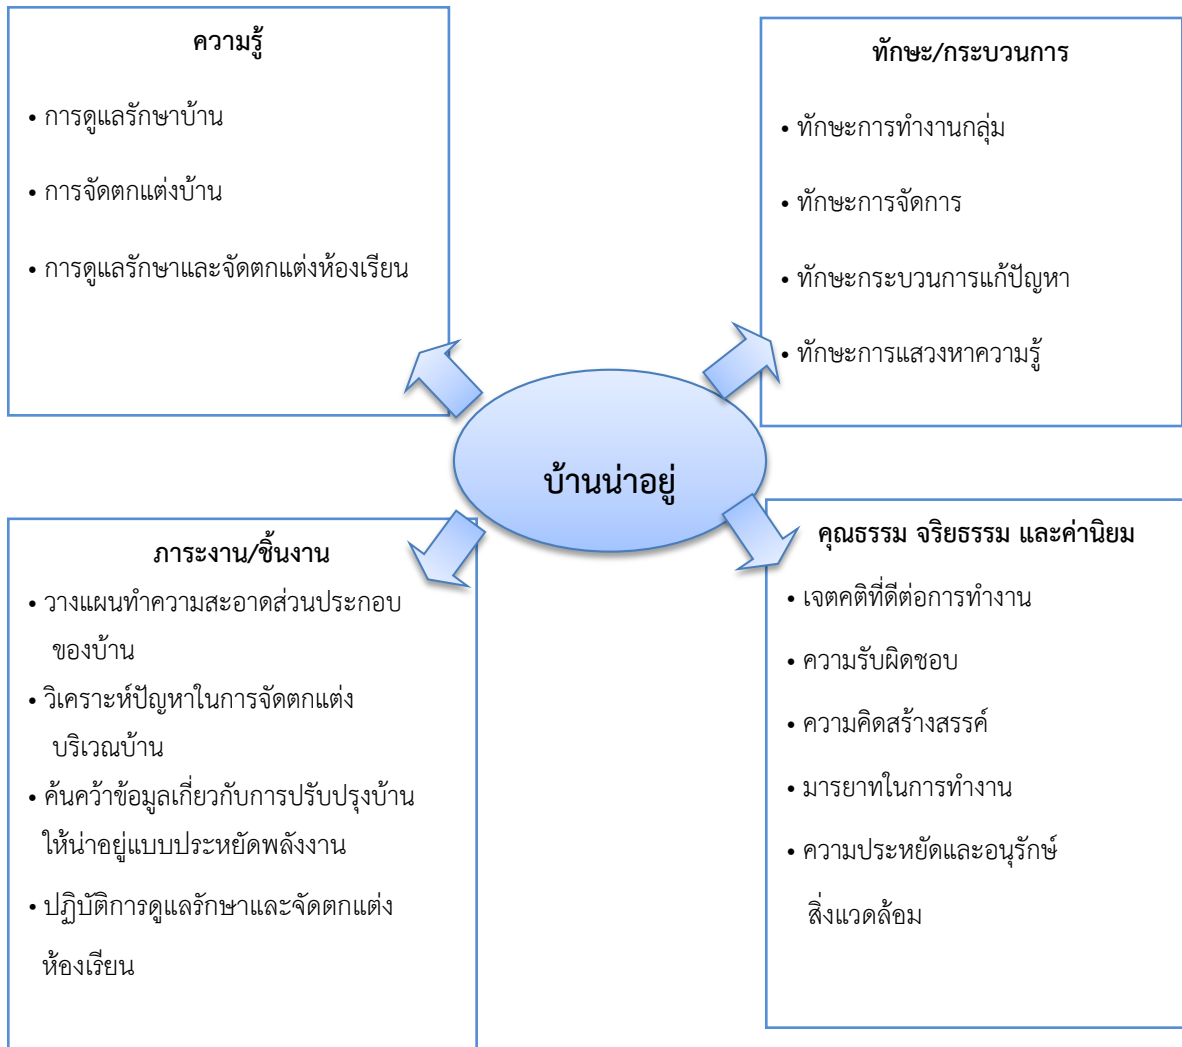 ความรู้
• การดูแลรักษาบ้าน
• การจัดตกแต่งบ้าน
• การดูแลรักษาและจัดตกแต่งห้องเรียน
ทักษะ/กระบวนการ
• ทักษะการทำงานกลุ่ม
• ทักษะการจัดการ
• ทักษะกระบวนการแก้ปัญหา
• ทักษะการแสวงหาความรู้
บ้านน่าอยู่
ภาระงาน/ชิ้นงาน
• วางแผนทำความสะอาดส่วนประกอบ
ของบ้าน
• วิเคราะห์ปัญหาในการจัดตกแต่ง
บริเวณบ้าน
• ค้นคว้าข้อมูลเกี่ยวกับการปรับปรุงบ้าน
ให้น่าอยู่แบบประหยัดพลังงาน
• ปฏิบัติการดูแลรักษาและจัดตกแต่ง
ห้องเรียน
คุณธรรม จริยธรรม และค่านิยม
• เจตคติที่ดีต่อการทำงาน
• ความรับผิดชอบ
• ความคิดสร้างสรรค์
• มารยาทในการทำงาน
• ความประหยัดและอนุรักษ์
สิ่งแวดล้อม